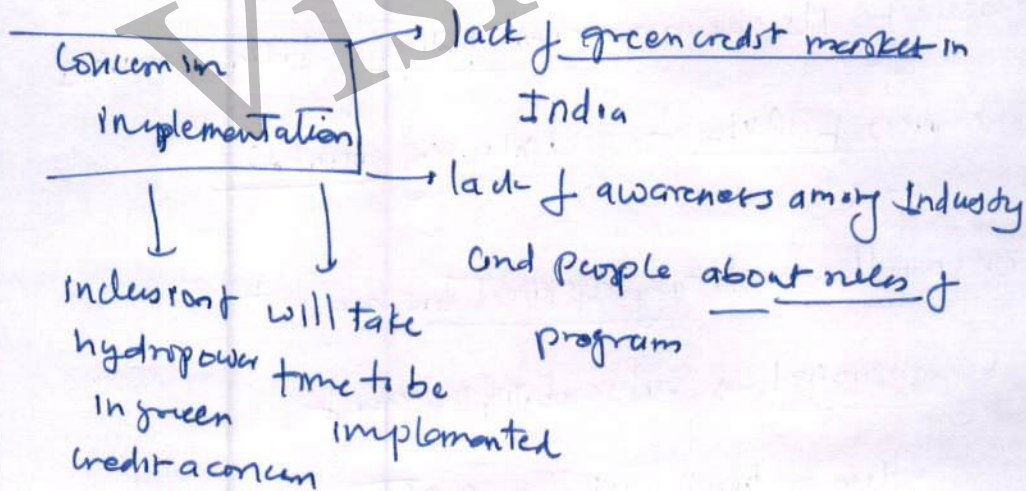 Concern in
implementation
lack of green credit market in
India
lack of awareness among Industry
and people about rules of
program
inclusion of
hydropower
in green
credit a concern
will take
time to be
implemented